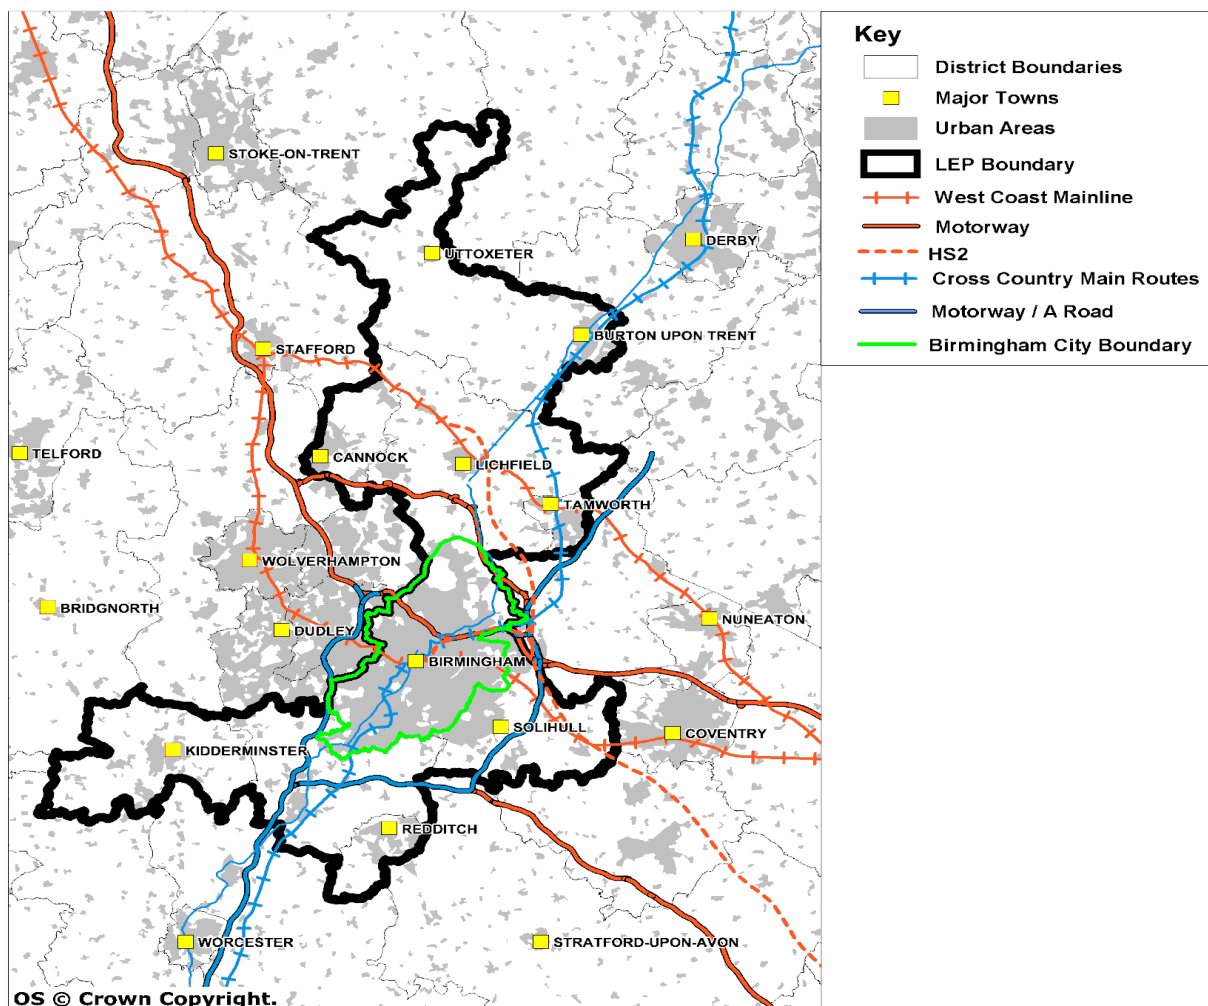 Key
District Boundaries
Major Towns
Urban Areas
LEP Boundary
West Coast Mainline
Motorway
HS2
Cross Country Main Routes
Motorway / A Road
Birmingham City Boundary
STOKE-ON-TRENT
DERBY
UTTOXETER
BURTON UPON TRENT
STAFFORD
TELFORD
CANNOCK
LICHFIELD
TAMWORTH
WOLVERHAMPTON
BRIDGNORTH
NUNEATON
DUDLEY
BIRMINGHAM
SOLIHULL
COVENTRY
KIDDERMINSTER
REDDITCH
WORCESTER
STRATFORD-UPON-AVON
OS © Crown Copyright.